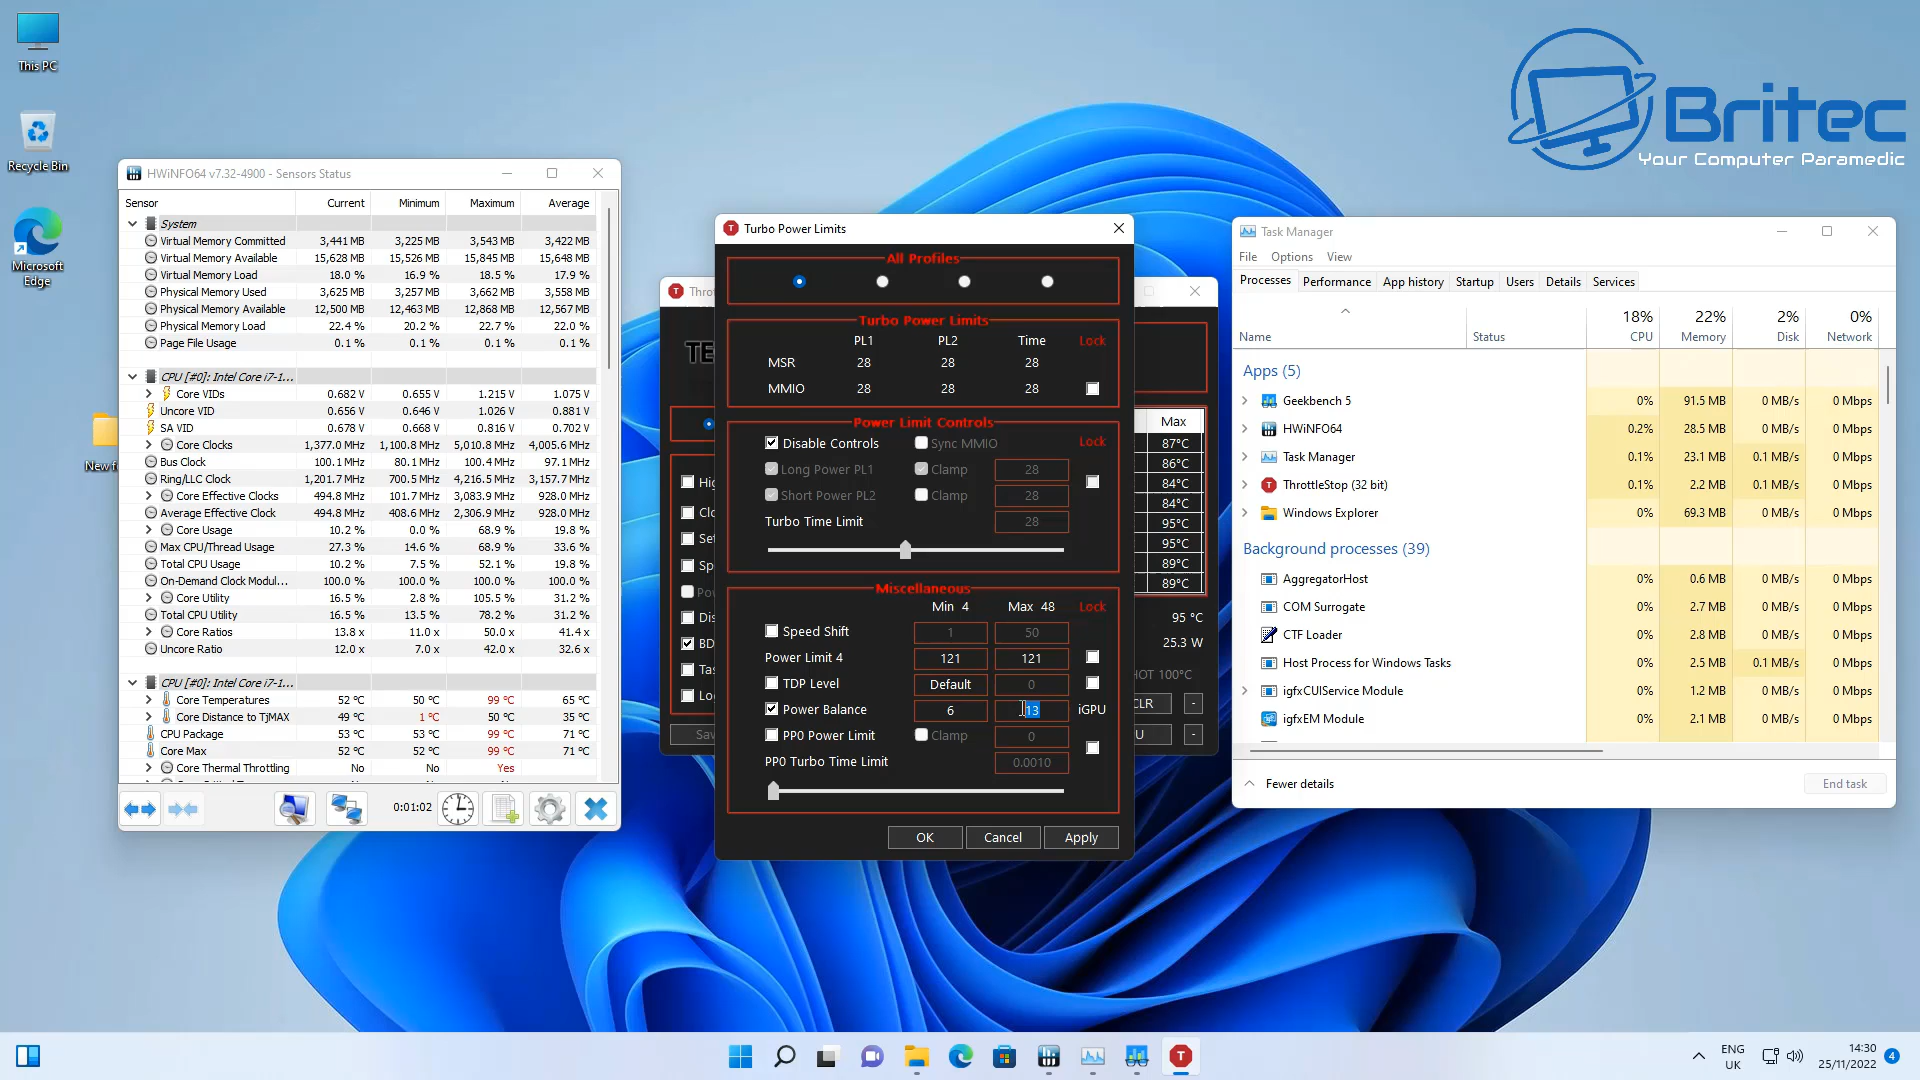 This PC
Recycle Bin
Microsoft
Edge
Britec
Your Computer Paramedic
HWiNFO64 v7.32-4900 - Sensors Status
Sensor Current Minimum Maximum Average
System
Virtual Memory Committed 3,441 MB 3,225 MB 3,543 MB 3,422 MB
Virtual Memory Available 15,628 MB 15,526 MB 15,845 MB 15,648 MB
Virtual Memory Load 18.0 % 16.9 % 18.5 % 17.9 %
Physical Memory Used 3,625 MB 3,257 MB 3,662 MB 3,558 MB
Physical Memory Available 12,500 MB 12,463 MB 12,868 MB 12,567 MB
Physical Memory Load 22.4 % 20.2 % 22.7 % 22.0 %
Page File Usage 0.1 % 0.1 % 0.1 % 0.1 %
CPU [#0]: Intel Core i7-1...
Core VIDs 0.682 V 0.655 V 1.215 V 1.075 V
Uncore VID 0.656 V 0.646 V 1.026 V 0.881 V
SA VID 0.678 V 0.668 V 0.816 V 0.702 V
Core Clocks 1,377.0 MHz 1,100.8 MHz 5,010.8 MHz 4,005.6 MHz
Bus Clock 100.1 MHz 80.1 MHz 100.4 MHz 97.1 MHz
Ring/LLC Clock 1,201.7 MHz 700.5 MHz 4,216.5 MHz 3,157.7 MHz
Core Effective Clocks 494.8 MHz 101.7 MHz 3,083.9 MHz 928.0 MHz
Average Effective Clock 494.8 MHz 408.6 MHz 2,306.9 MHz 928.0 MHz
Core Usage 10.2 % 0.0 % 68.9 % 19.8 %
Max CPU/Thread Usage 27.3 % 14.6 % 68.9 % 33.6 %
Total CPU Usage 10.2 % 7.5 % 52.1 % 19.8 %
On-Demand Clock Modul... 100.0 % 100.0 % 100.0 % 100.0 %
Core Utility 16.5 % 2.8 % 105.5 % 31.2 %
Total CPU Utility 16.5 % 13.5 % 78.2 % 31.2 %
Core Ratios 13.8 x 11.0 x 50.0 x 41.4 x
Uncore Ratio 12.0 x 7.0 x 42.0 x 32.6 x
CPU [#0]: Intel Core i7-1...
Core Temperatures 52 °C 50 °C 99 °C 65 °C
Core Distance to TjMAX 49 °C 1 °C 50 °C 35 °C
CPU Package 53 °C 53 °C 99 °C 71 °C
Core Max 52 °C 52 °C 99 °C 71 °C
Core Thermal Throttling No No Yes
0:01:02
New f
Thro
TE
Hig
Clo
Set
Spe
Pow
Dis
BD
Tas
Lo
Sav
Max
87°C
86°C
84°C
84°C
95°C
95°C
89°C
89°C
95 °C
25.3 W
HOT 100°C
CLR -
U -
Turbo Power Limits
All Profiles
Turbo Power Limits
PL1 PL2 Time Lock
MSR 28 28 28
MMIO 28 28 28
Power Limit Controls
Disable Controls Sync MMIO Lock
Long Power PL1 Clamp 28
Short Power PL2 Clamp 28
Turbo Time Limit 28
Miscellaneous
Min 4 Max 48 Lock
Speed Shift 1 50
Power Limit 4 121 121
TDP Level Default 0
Power Balance 6 13 iGPU
PP0 Power Limit Clamp 0
PP0 Turbo Time Limit 0.0010
OK Cancel Apply
Task Manager
File Options View
Processes Performance App history Startup Users Details Services
18% 22% 2% 0%
Name Status CPU Memory Disk Network
Apps (5)
Geekbench 5 0% 91.5 MB 0 MB/s 0 Mbps
HWiNFO64 0.2% 28.5 MB 0 MB/s 0 Mbps
Task Manager 0.1% 23.1 MB 0.1 MB/s 0 Mbps
ThrottleStop (32 bit) 0.1% 2.2 MB 0.1 MB/s 0 Mbps
Windows Explorer 0% 69.3 MB 0 MB/s 0 Mbps
Background processes (39)
AggregatorHost 0% 0.6 MB 0 MB/s 0 Mbps
COM Surrogate 0% 2.7 MB 0 MB/s 0 Mbps
CTF Loader 0% 2.8 MB 0 MB/s 0 Mbps
Host Process for Windows Tasks 0% 2.5 MB 0.1 MB/s 0 Mbps
igfxCUIService Module 0% 1.2 MB 0 MB/s 0 Mbps
igfxEM Module 0% 2.1 MB 0 MB/s 0 Mbps
Fewer details End task
ENG
UK
14:30
25/11/2022
4